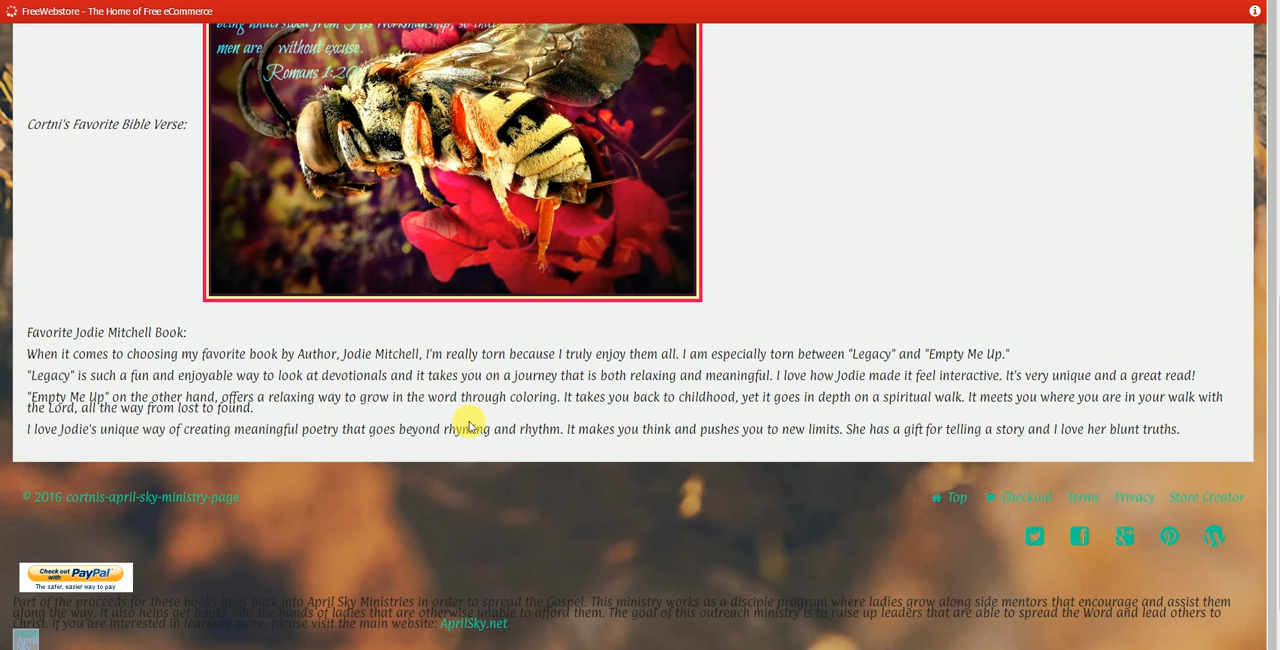 FreeWebstore - The Home of Free eCommerce
being understood from His workmanship, so that
men are without excuse.
Romans 1:20
Cortni's Favorite Bible Verse:
Favorite Jodie Mitchell Book:
When it comes to choosing my favorite book by Author, Jodie Mitchell, I'm really torn because I truly enjoy them all. I am especially torn between "Legacy" and "Empty Me Up."
"Legacy" is such a fun and enjoyable way to look at devotionals and it takes you on a journey that is both relaxing and meaningful. I love how Jodie made it feel interactive. It's very unique and a great read!
"Empty Me Up" on the other hand, offers a relaxing way to grow in the word through coloring. It takes you back to childhood, yet it goes in depth on a spiritual walk. It meets you where you are in your walk with
the Lord, all the way from lost to found.
I love Jodie's unique way of creating meaningful poetry that goes beyond rhyming and rhythm. It makes you think and pushes you to new limits. She has a gift for telling a story and I love her blunt truths.
© 2016 cortnis-april-sky-ministry-page
Top Checkout Terms Privacy Store Creator
Check out with PayPal
The safer, easier way to pay
Part of the proceeds for these books goes back into April Sky Ministries in order to spread the Gospel. This ministry works as a disciple program where ladies grow along side mentors that encourage and assist them
along the way. It also helps get books into the hands of ladies that are otherwise unable to afford them. The goal of this outreach ministry is to raise up leaders that are able to spread the Word and lead others to
Christ. If you are interested in learning more, please visit the main website: AprilSky.net
April